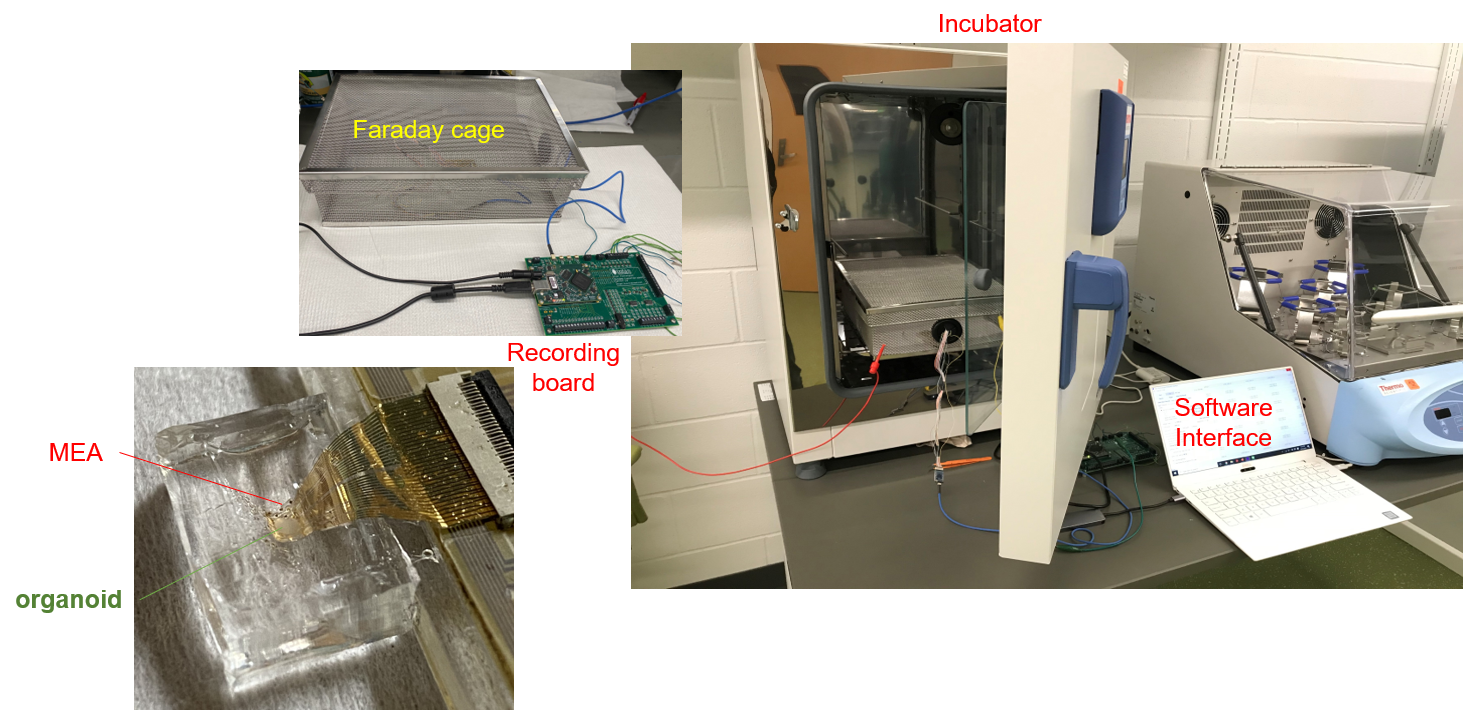 Incubator
Faraday cage
Recording
board
MEA
organoid
Software
Interface
Thermo